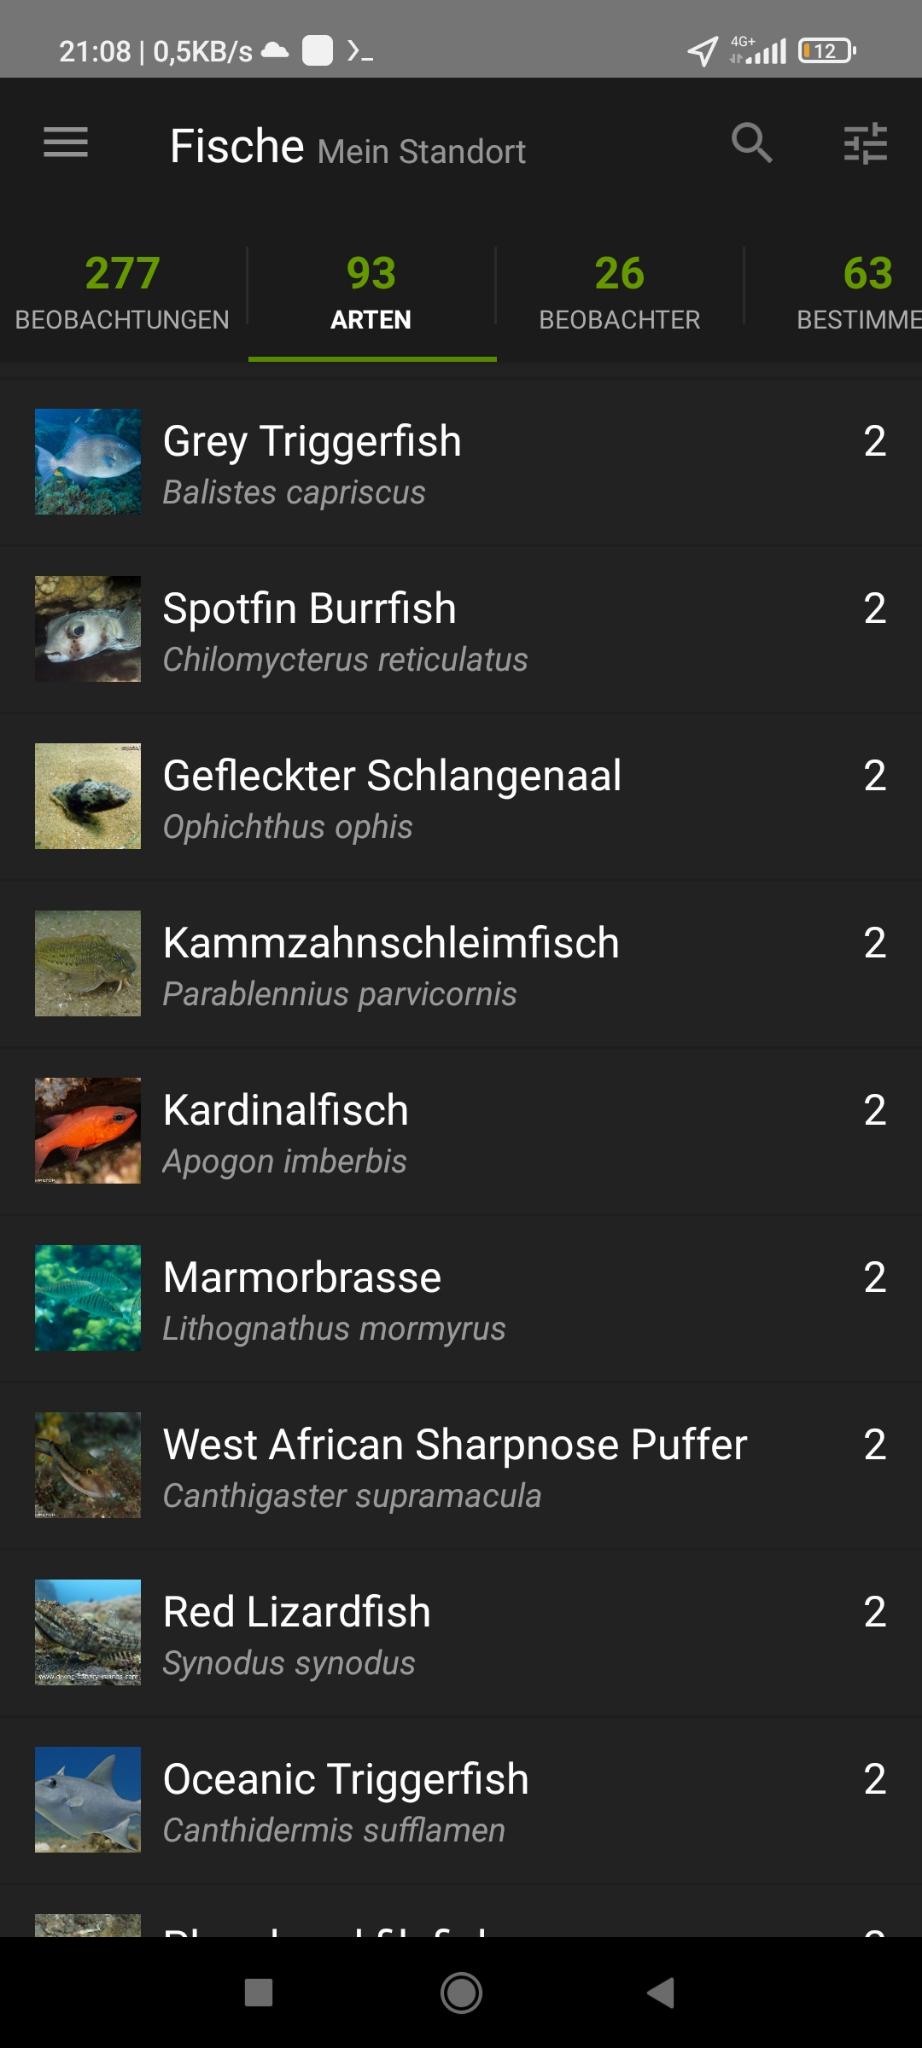 21:08 | 0,5KB/s
4G+
12
Fische Mein Standort
277
BEOBACHTUNGEN
93
ARTEN
26
BEOBACHTER
63
BESTIMME
Grey Triggerfish
2
Balistes capriscus
Spotfin Burrfish
2
Chilomycterus reticulatus
Gefleckter Schlangenaal
2
Ophichthus ophis
Kammzahnschleimfisch
2
Parablennius parvicornis
Kardinalfisch
2
Apogon imberbis
Marmorbrasse
2
Lithognathus mormyrus
West African Sharpnose Puffer
2
Canthigaster supramacula
Red Lizardfish
2
Synodus synodus
Oceanic Triggerfish
2
Canthidermis sufflamen